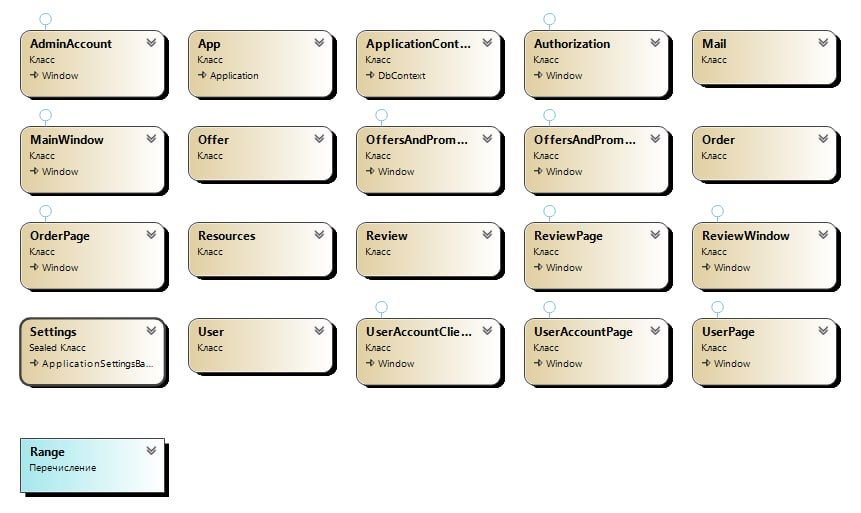 AdminAccount
Класс
Window
App
Класс
Application
ApplicationCont...
Класс
DbContext
Authorization
Класс
Window
Mail
Класс
MainWindow
Класс
Window
Offer
Класс
OffersAndProm...
Класс
Window
OffersAndProm...
Класс
Window
Order
Класс
OrderPage
Класс
Window
Resources
Класс
Review
Класс
ReviewPage
Класс
Window
ReviewWindow
Класс
Window
Settings
Sealed Класс
ApplicationSettingsBa...
User
Класс
UserAccountClie...
Класс
Window
UserAccountPage
Класс
Window
UserPage
Класс
Window
Range
Перечисление